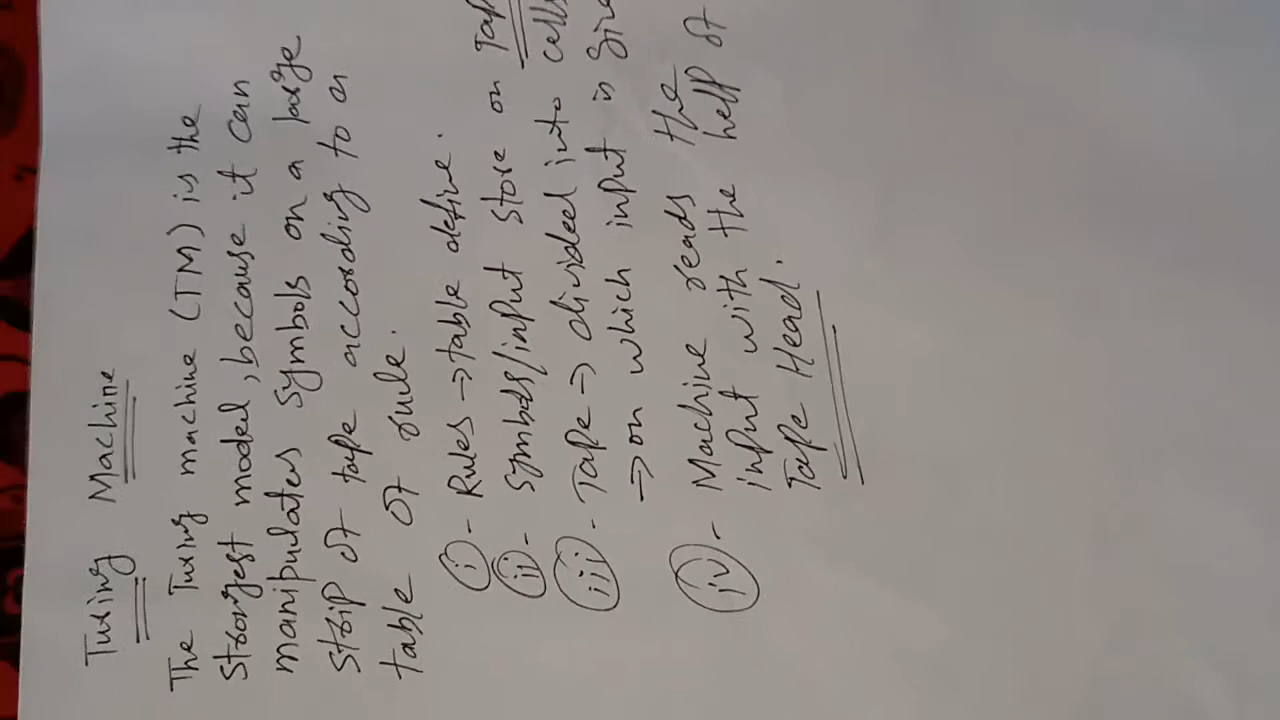 Turing Machine
The Turing machine (TM) is the
Strongest model, because it can
manipulates symbols on a large
strip of tape according to a
table of rule.
(i) - Rules → table define.
(ii) - Symbols/input store on
(iii) - Tape → divided into cells
→ on which input is
(iv) - Machine reads the
input with the help of
Tape Head.